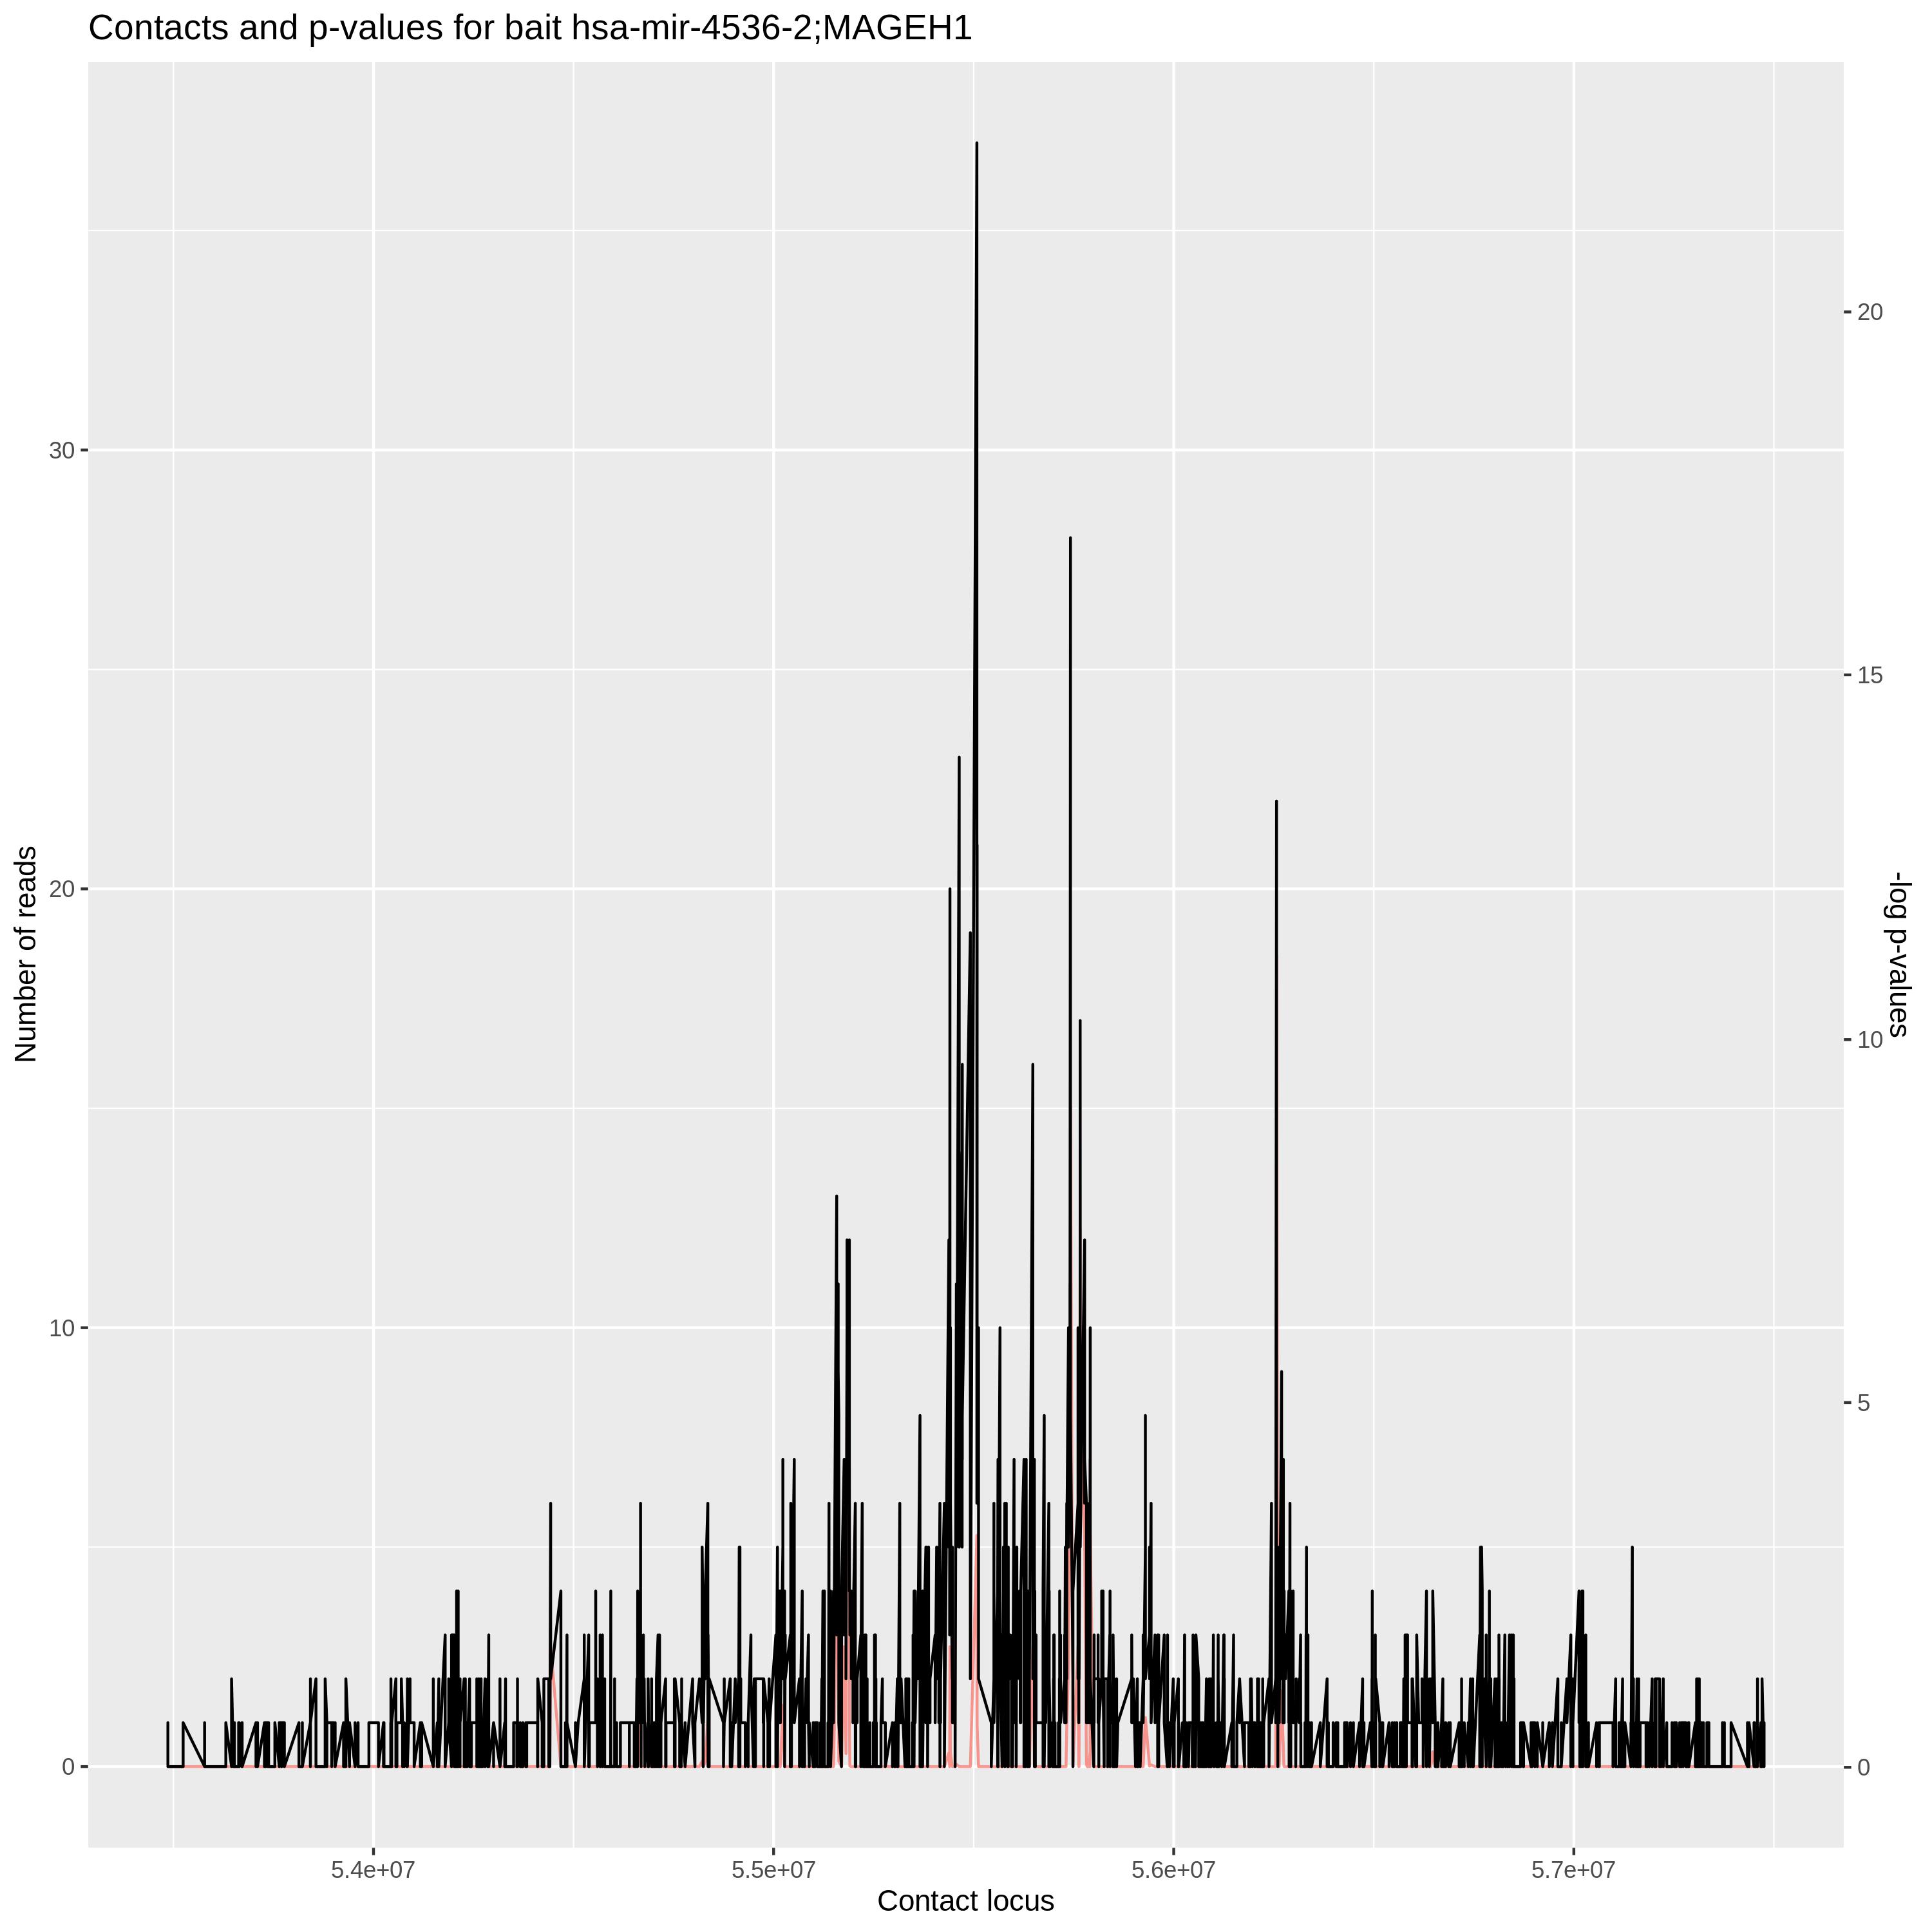 Contacts and p-values for bait hsa-mir-4536-2;MAGEH1
30
20
10
0
Number of reads
20
15
10
5
0
-log p-values
5.4e+07
5.5e+07
5.6e+07
5.7e+07
Contact locus